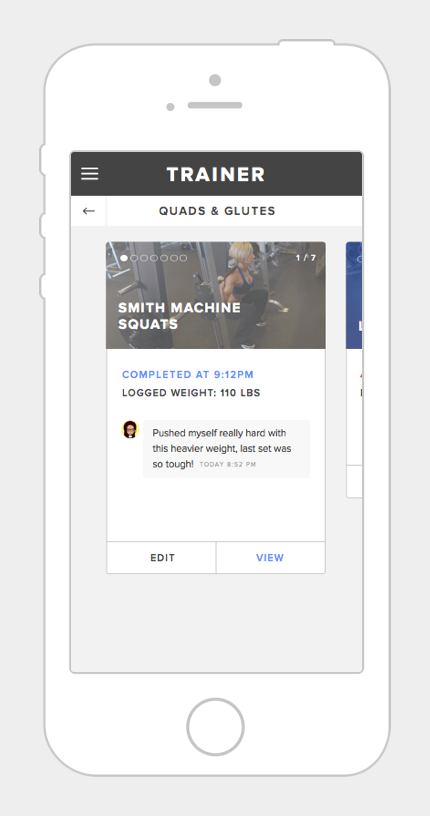 TRAINER
QUADS & GLUTES
1 / 7
SMITH MACHINE
SQUATS
COMPLETED AT 9:12PM
LOGGED WEIGHT: 110 LBS
Pushed myself really hard with
this heavier weight, last set was
so tough! TODAY 8:52 PM
EDIT
VIEW